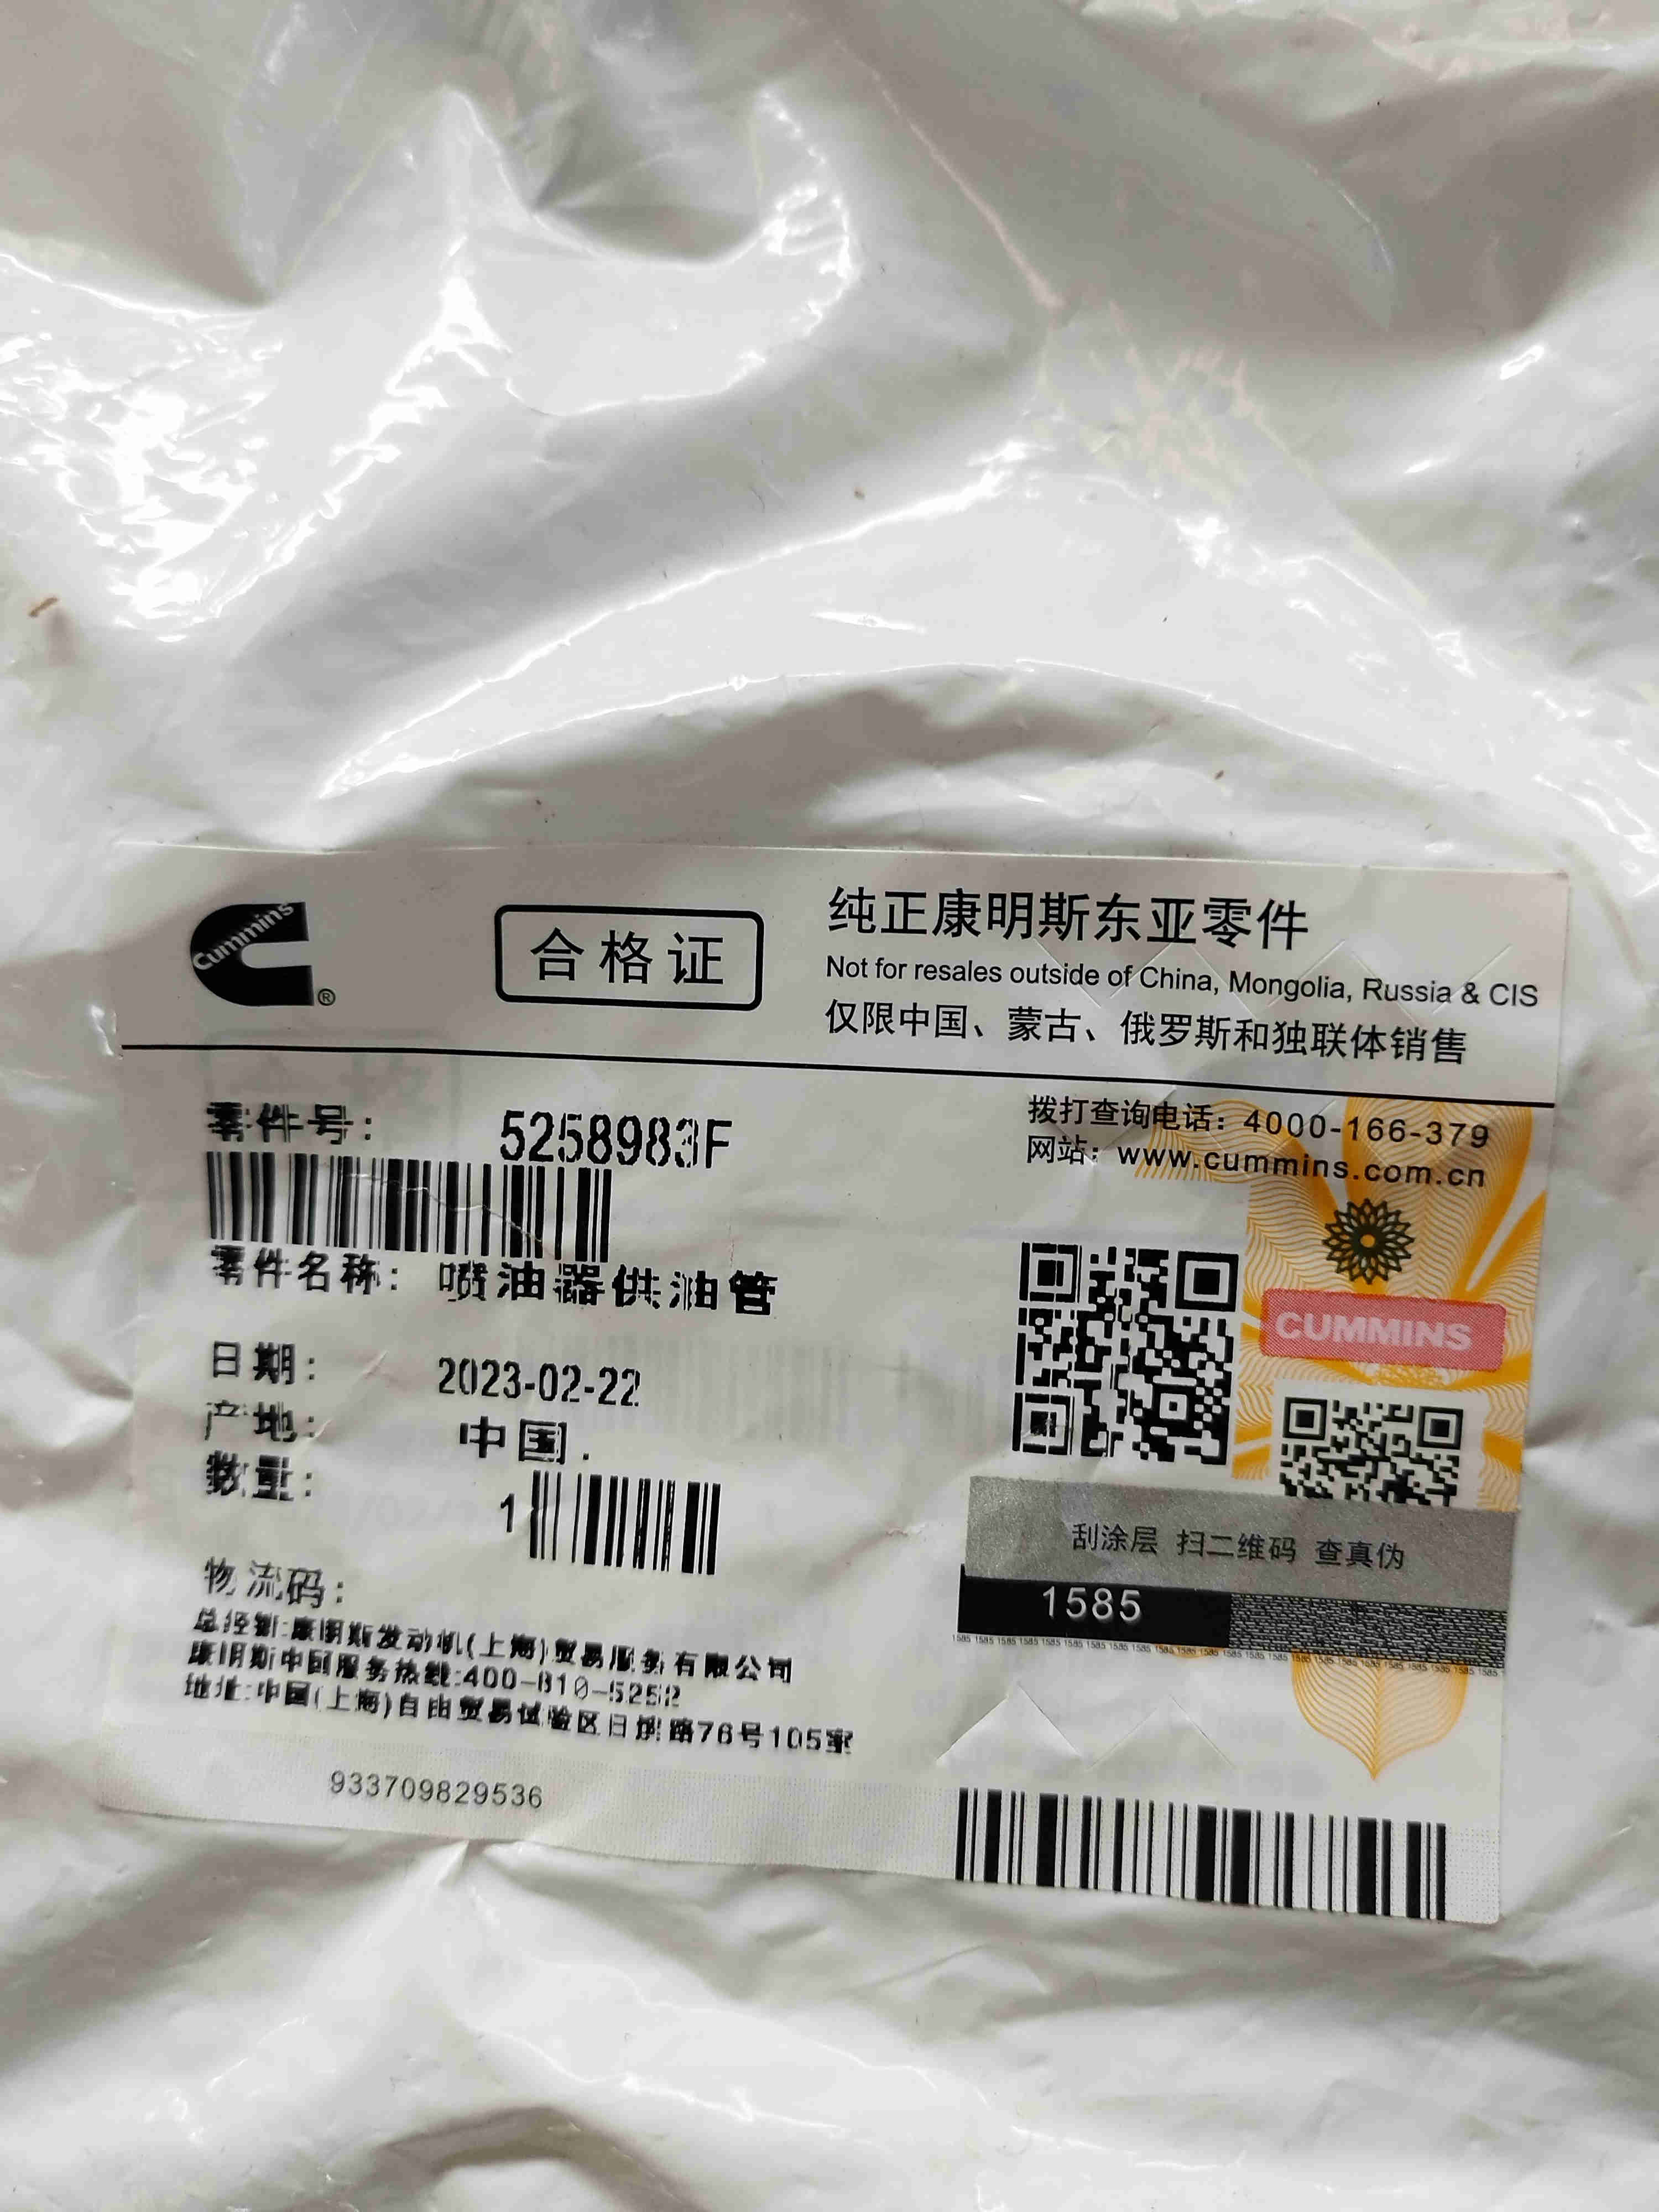 Cummins
®
合格证
纯正康明斯东亚零件
Not for resales outside of China, Mongolia, Russia & CIS
仅限中国、蒙古、俄罗斯和独联体销售
零件号: 5258983F
拨打查询电话: 4000-166-379
网站: www.cummins.com.cn
零件名称: 喷油器供油管
CUMMINS
日期: 2023-02-22
产地: 中国.
数量: 1
刮涂层 扫二维码 查真伪
1585
物流码:
总经销:康明斯发动机(上海)贸易服务有限公司
康明斯中国服务热线:400-810-5252
地址:中国(上海)自由贸易试验区日滨路76号105室
933709829536